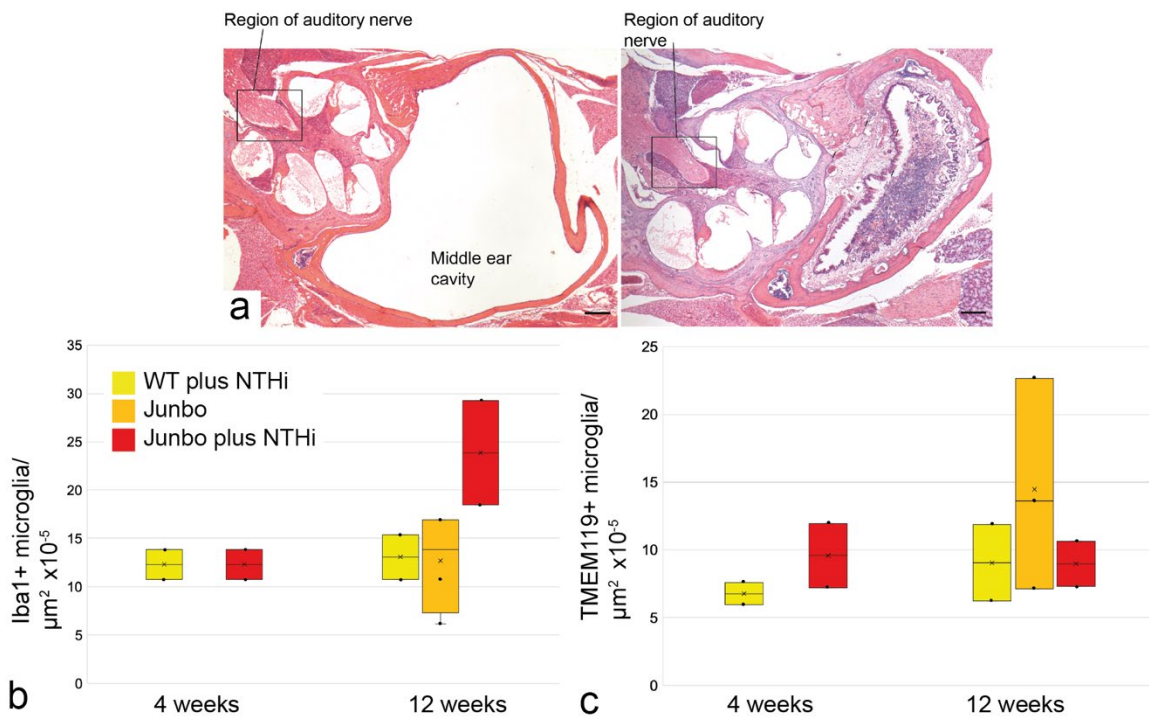 Region of auditory nerve
Region of auditory
nerve
Middle ear
cavity
a
35
30
25
20
15
10
5
0
Iba1+ microglia/
µm² x10⁻⁵
WT plus NTHi
Junbo
Junbo plus NTHi
4 weeks
12 weeks
b
25
20
15
10
5
0
TMEM119+ microglia/
µm² x10⁻⁵
4 weeks
12 weeks
c